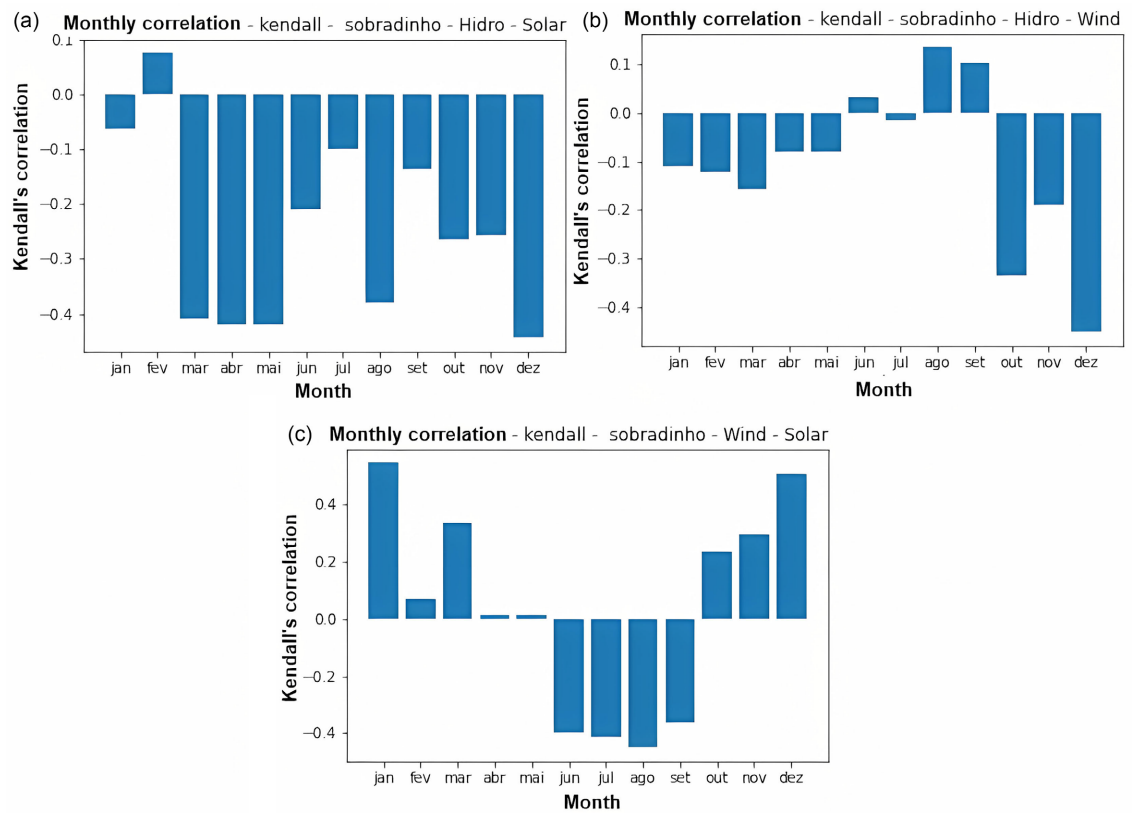 (a) Monthly correlation - kendall - sobradinho - Hidro - Solar
0.1
0.0
−0.1
−0.2
−0.3
−0.4
Kendall's correlation
jan fev mar abr mai jun jul ago set out nov dez
Month
(b) Monthly correlation - kendall - sobradinho - Hidro - Wind
0.1
0.0
−0.1
−0.2
−0.3
−0.4
Kendall's correlation
jan fev mar abr mai jun jul ago set out nov dez
Month
(c) Monthly correlation - kendall - sobradinho - Wind - Solar
0.4
0.2
0.0
−0.2
−0.4
Kendall's correlation
jan fev mar abr mai jun jul ago set out nov dez
Month